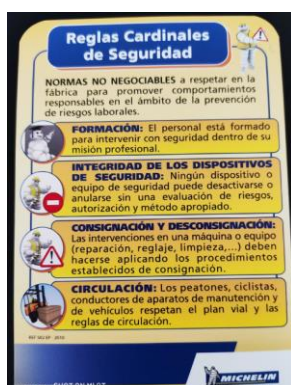 Reglas Cardinales
de Seguridad
NORMAS NO NEGOCIABLES a respetar en la
fábrica para promover comportamientos
responsables en el ámbito de la prevención
de riesgos laborales.
FORMACIÓN: El personal está formado
para intervenir con seguridad dentro de su
misión profesional.
INTEGRIDAD DE LOS DISPOSITIVOS
DE SEGURIDAD: Ningún dispositivo o
equipo de seguridad puede desactivarse o
anularse sin una evaluación de riesgos,
autorización y método apropiado.
CONSIGNACIÓN Y DESCONSIGNACIÓN:
Las intervenciones en una máquina o equipo
(reparación, reglaje, limpieza,...) deben
hacerse aplicando los procedimientos
establecidos de consignación.
CIRCULACIÓN: Los peatones, ciclistas,
conductores de aparatos de manutención y
de vehículos respetan el plan vial y las
reglas de circulación.
MICHELIN